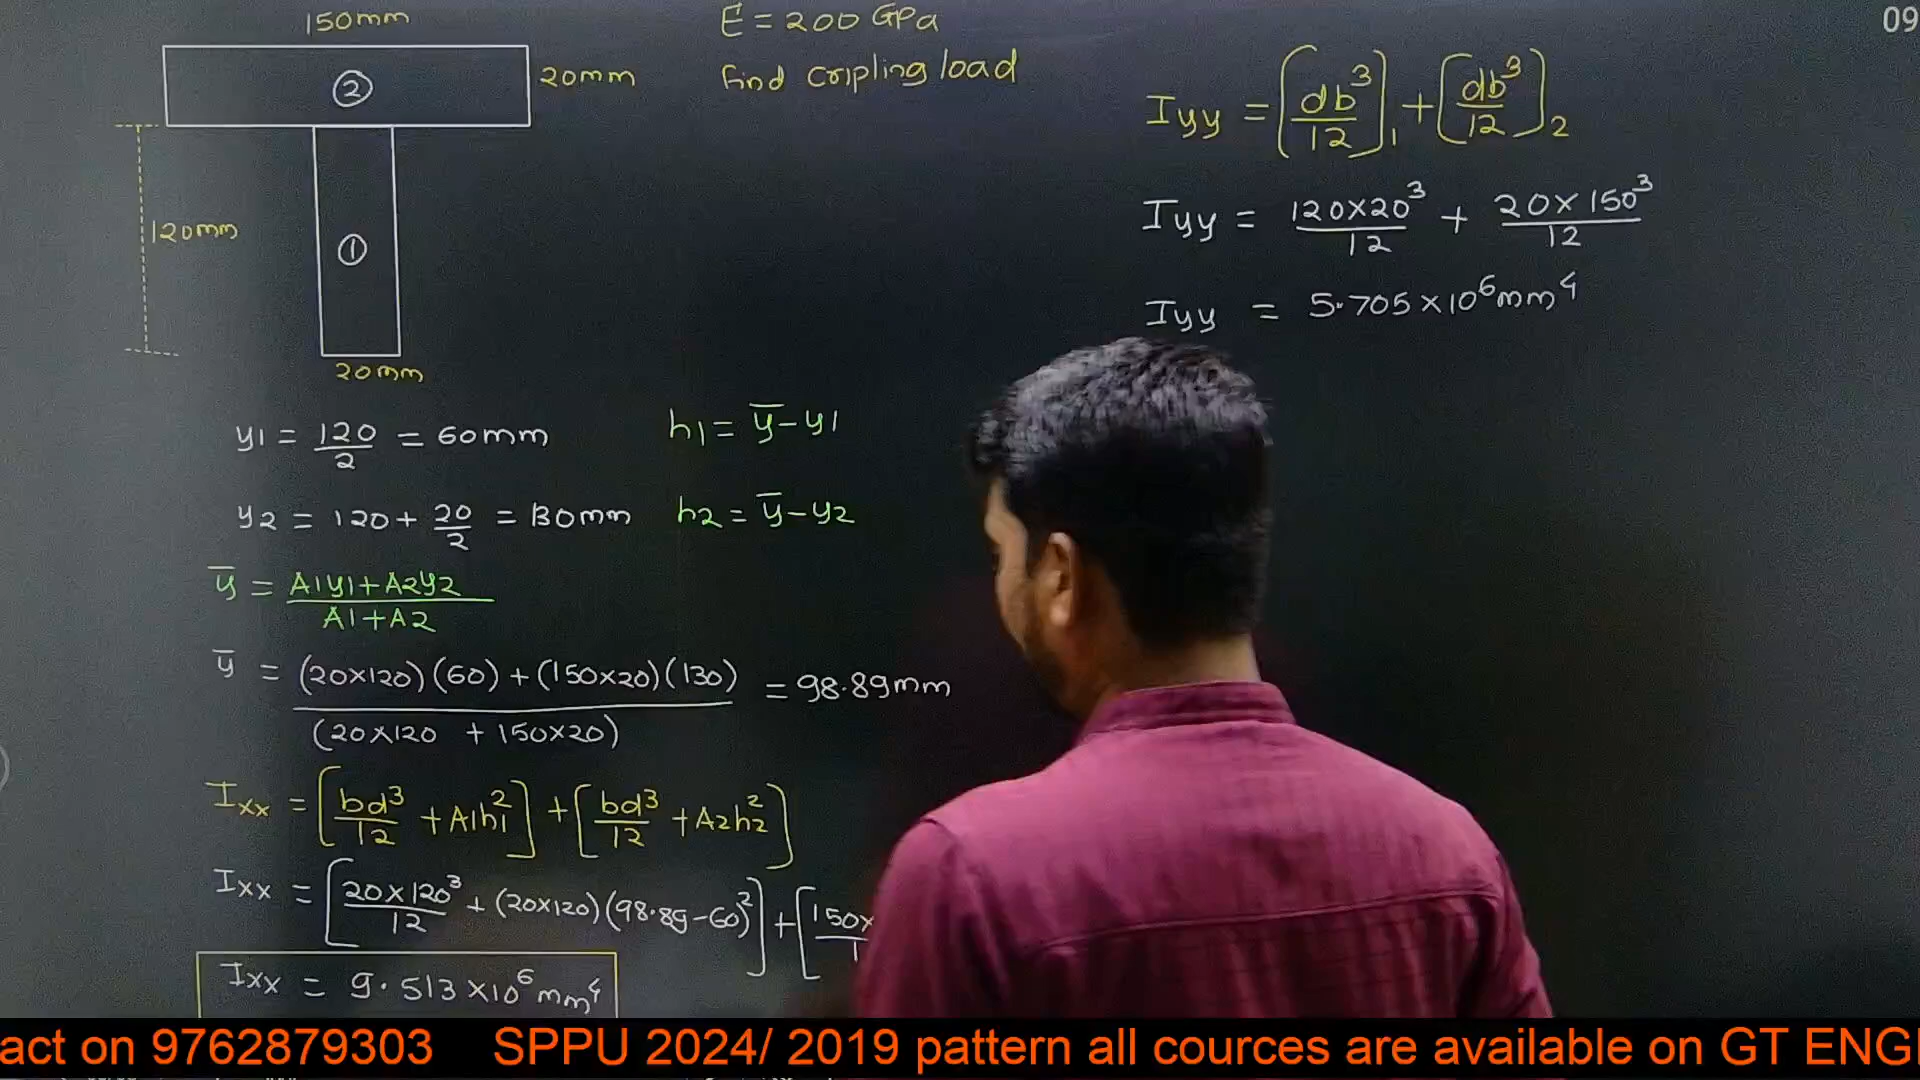 150mm
E = 200 GPa
09
20mm
find cripling load
②
Iyy = [db³/12]₁ + [db³/12]₂
120mm
①
Iyy = 120×20³/12 + 20×150³/12
Iyy = 5.705×10⁶mm⁴
20mm
y1 = 120/2 = 60mm
h1 = y̅-y1
y2 = 120+ 20/2 = 130mm
h2 = y̅-y2
y̅ = A1y1+A2y2/A1+A2
y̅ = (20×120)(60)+(150×20)(130)/(20×120 +150×20) = 98.89mm
Ixx = [bd³/12 +A1h1²] + [bd³/12 +A2h2²]
Ixx = [20×120³/12 + (20×120)(98.89-60)²] + [150×
Ixx = 9.513×10⁶mm⁴
act on 9762879303 SPPU 2024/ 2019 pattern all cources are available on GT ENG